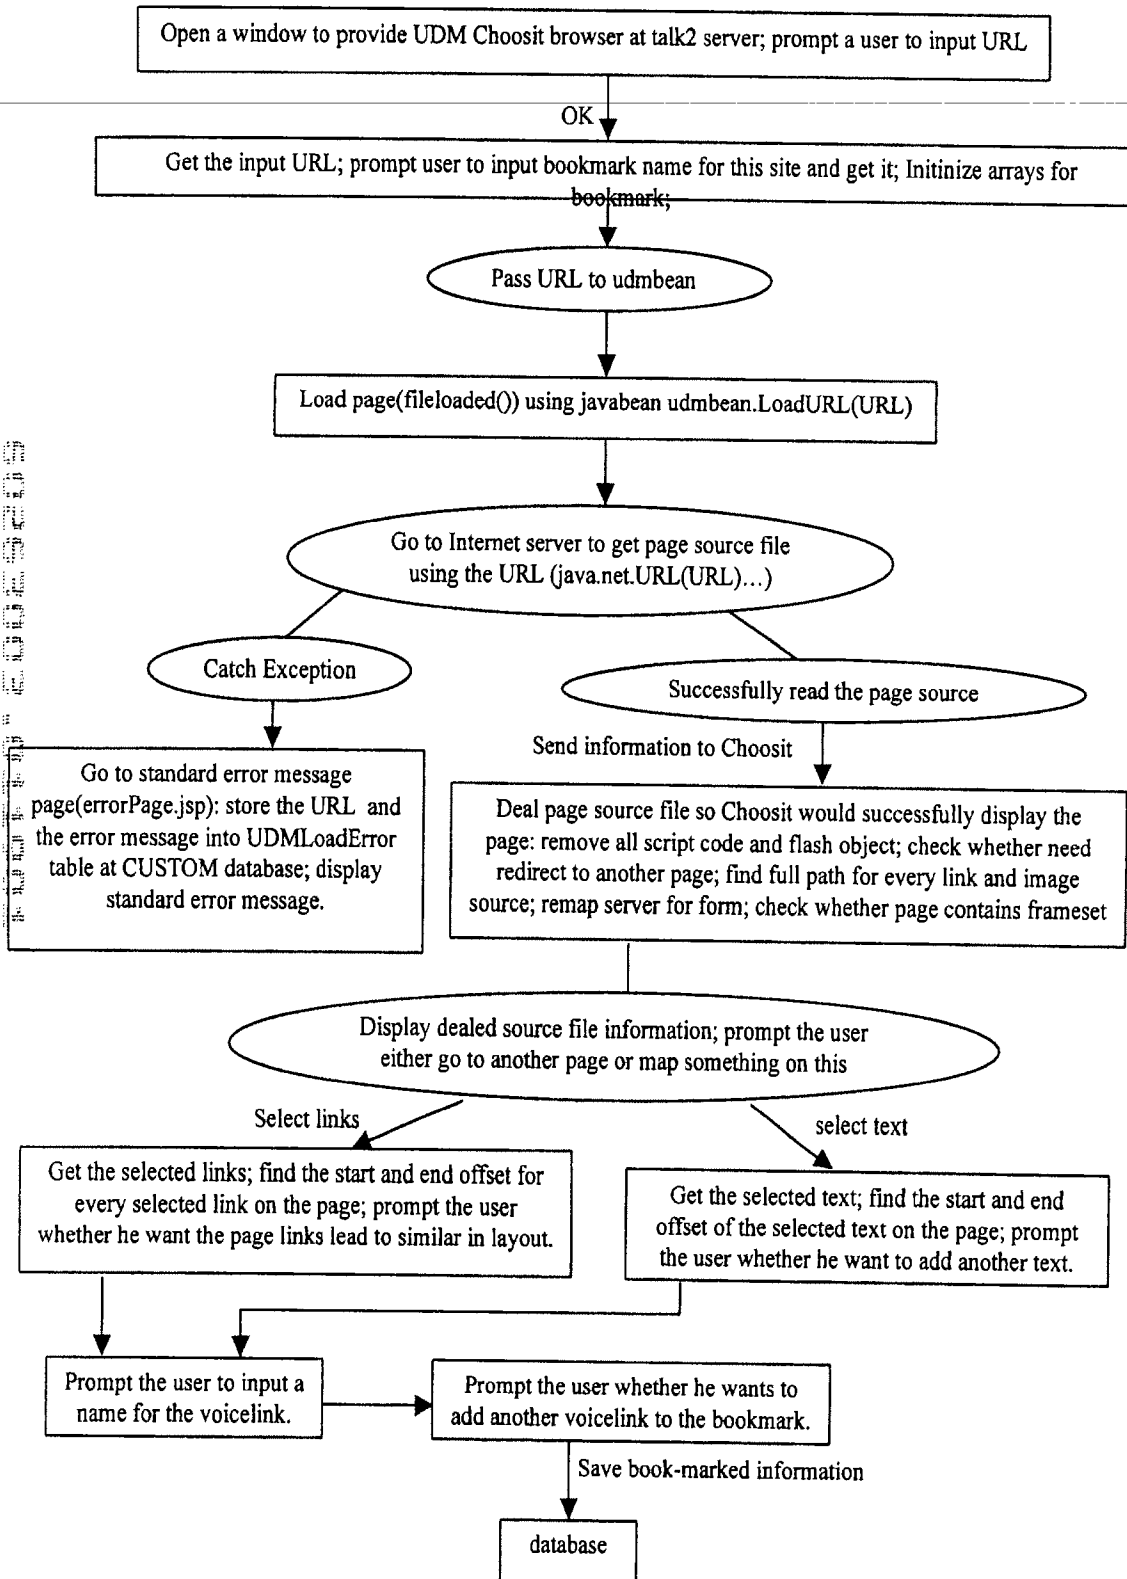 Open a window to provide UDM Choosit browser at talk2 server; prompt a user to input URL
OK
Get the input URL; prompt user to input bookmark name for this site and get it; Initinize arrays for
bookmark;
Pass URL to udmbean
Load page(fileloaded()) using javabean udmbean.LoadURL(URL)
Go to Internet server to get page source file
using the URL (java.net.URL(URL)...)
Catch Exception
Successfully read the page source
Send information to Choosit
Go to standard error message
page(errorPage.jsp): store the URL and
the error message into UDMLoadError
table at CUSTOM database; display
standard error message.
Deal page source file so Choosit would successfully display the
page: remove all script code and flash object; check whether need
redirect to another page; find full path for every link and image
source; remap server for form; check whether page contains frameset
Display dealed source file information; prompt the user
either go to another page or map something on this
Select links
select text
Get the selected links; find the start and end offset for
every selected link on the page; prompt the user
whether he want the page links lead to similar in layout.
Get the selected text; find the start and end
offset of the selected text on the page; prompt
the user whether he want to add another text.
Prompt the user to input a
name for the voicelink.
Prompt the user whether he wants to
add another voicelink to the bookmark.
Save book-marked information
database